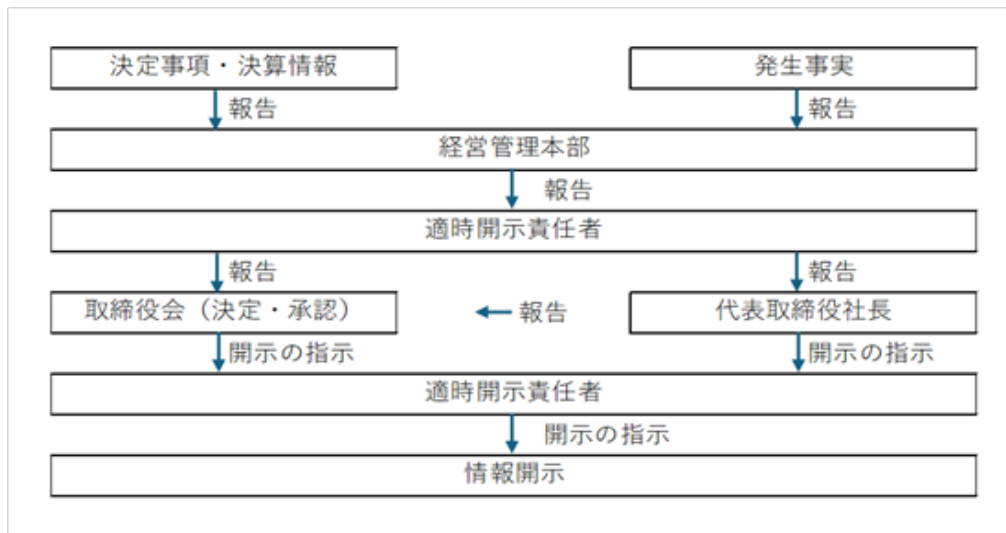 決定事項・決算情報
発生事実
報告
報告
経営管理本部
報告
適時開示責任者
報告
報告
取締役会（決定・承認）
報告
代表取締役社長
開示の指示
開示の指示
適時開示責任者
開示の指示
情報開示